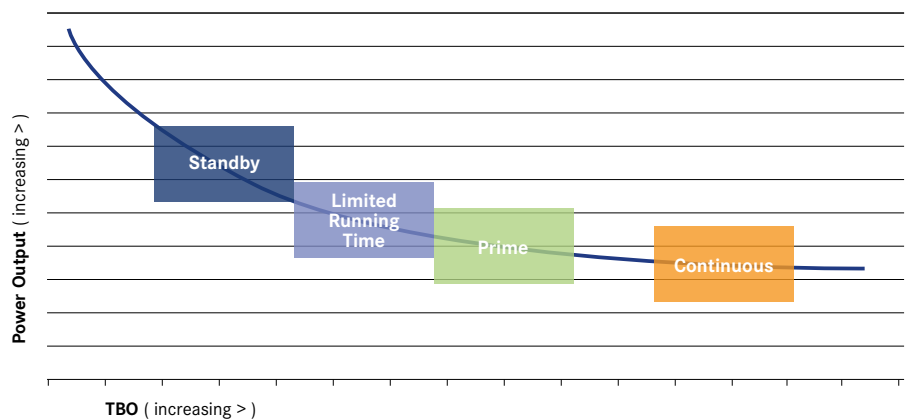 Power Output ( increasing > )
Standby
Limited
Running
Time
Prime
Continuous
TBO ( increasing > )